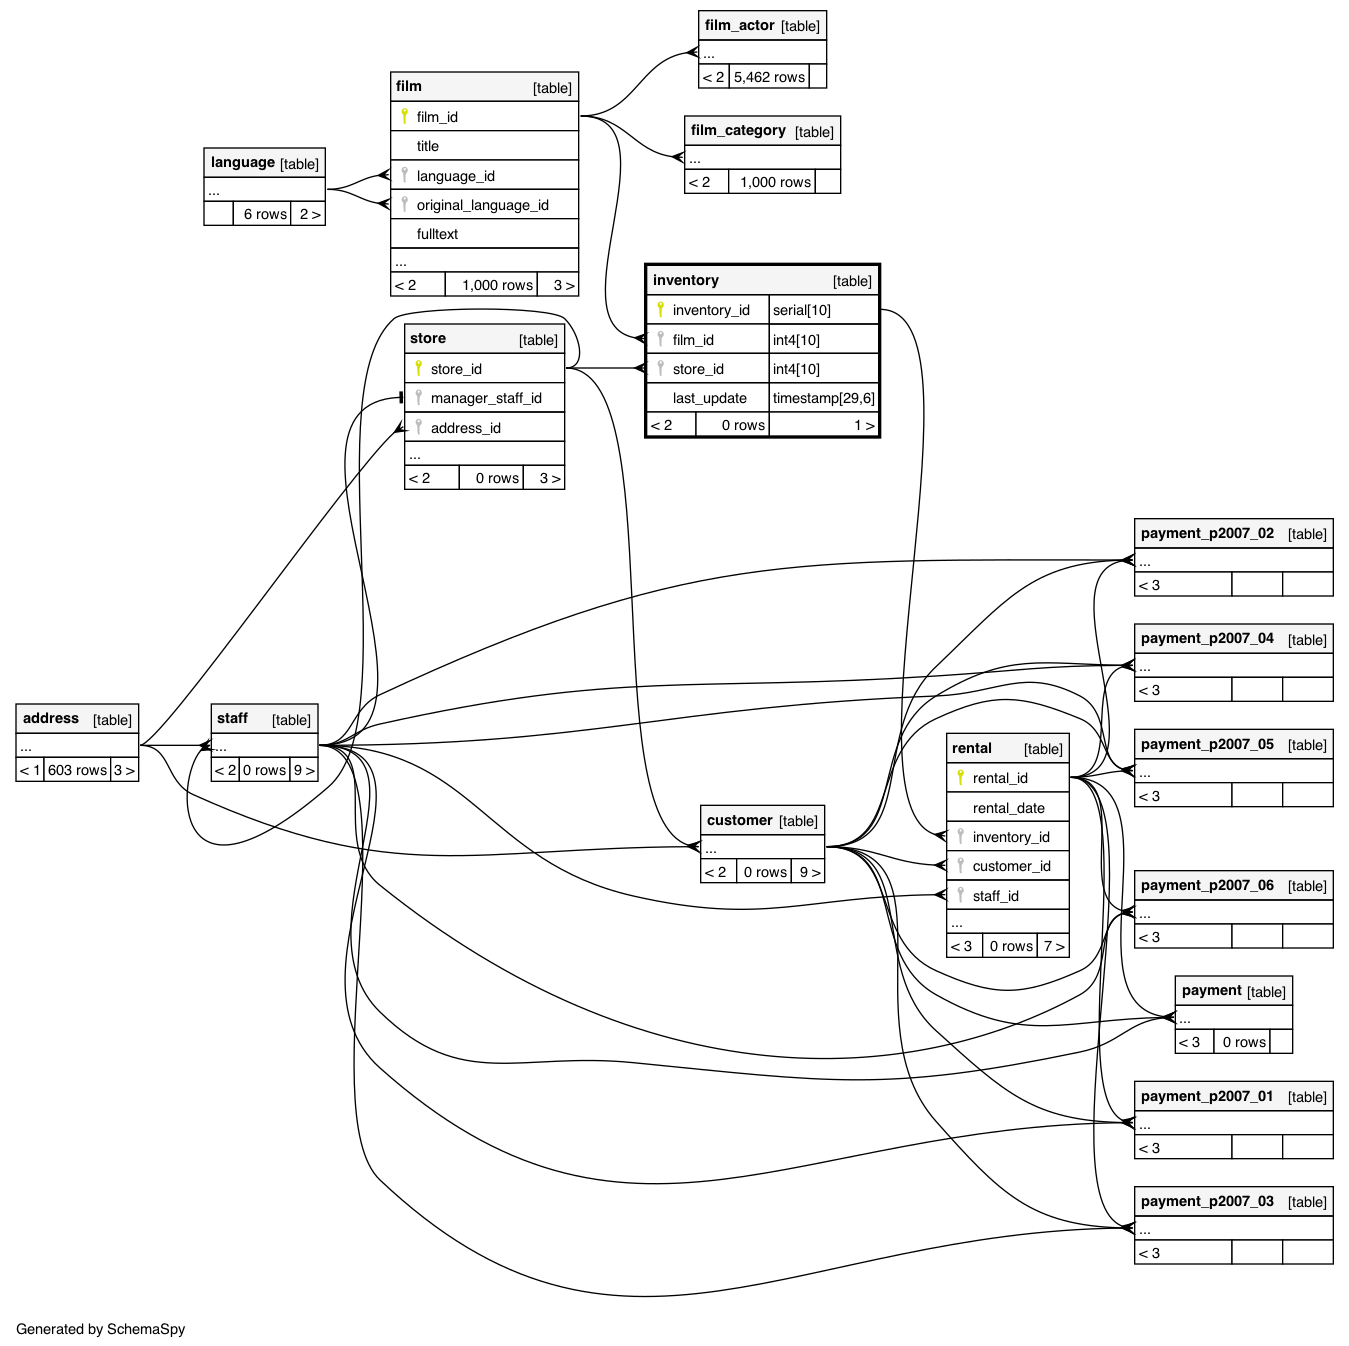 film_actor [table]
...
< 2 5,462 rows
film [table]
film_id
title
language_id
original_language_id
fulltext
...
< 2 1,000 rows 3 >
film_category [table]
...
< 2 1,000 rows
language [table]
...
6 rows 2 >
inventory [table]
inventory_id serial[10]
film_id int4[10]
store_id int4[10]
last_update timestamp[29,6]
< 2 0 rows 1 >
store [table]
store_id
manager_staff_id
address_id
...
< 2 0 rows 3 >
payment_p2007_02 [table]
...
< 3
payment_p2007_04 [table]
...
< 3
address [table]
...
< 1 603 rows 3 >
staff [table]
...
< 2 0 rows 9 >
payment_p2007_05 [table]
...
< 3
rental [table]
rental_id
rental_date
inventory_id
customer_id
staff_id
...
< 3 0 rows 7 >
customer [table]
...
< 2 0 rows 9 >
payment_p2007_06 [table]
...
< 3
payment [table]
...
< 3 0 rows
payment_p2007_01 [table]
...
< 3
payment_p2007_03 [table]
...
< 3
Generated by SchemaSpy